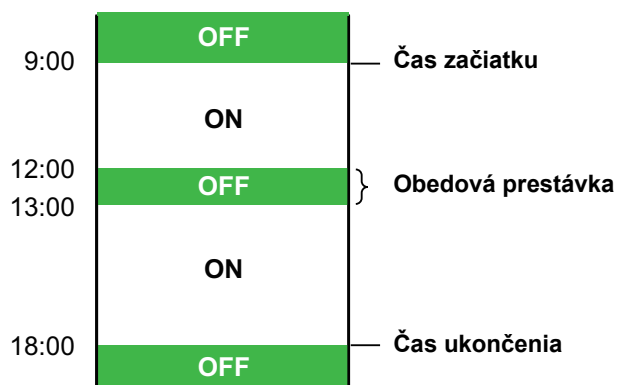 OFF
9:00
Čas začiatku
ON
12:00
OFF
Obedová prestávka
13:00
ON
18:00
Čas ukončenia
OFF